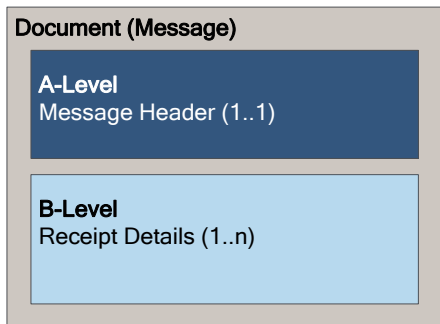 Document (Message)
A-Level
Message Header (1..1)
B-Level
Receipt Details (1..n)